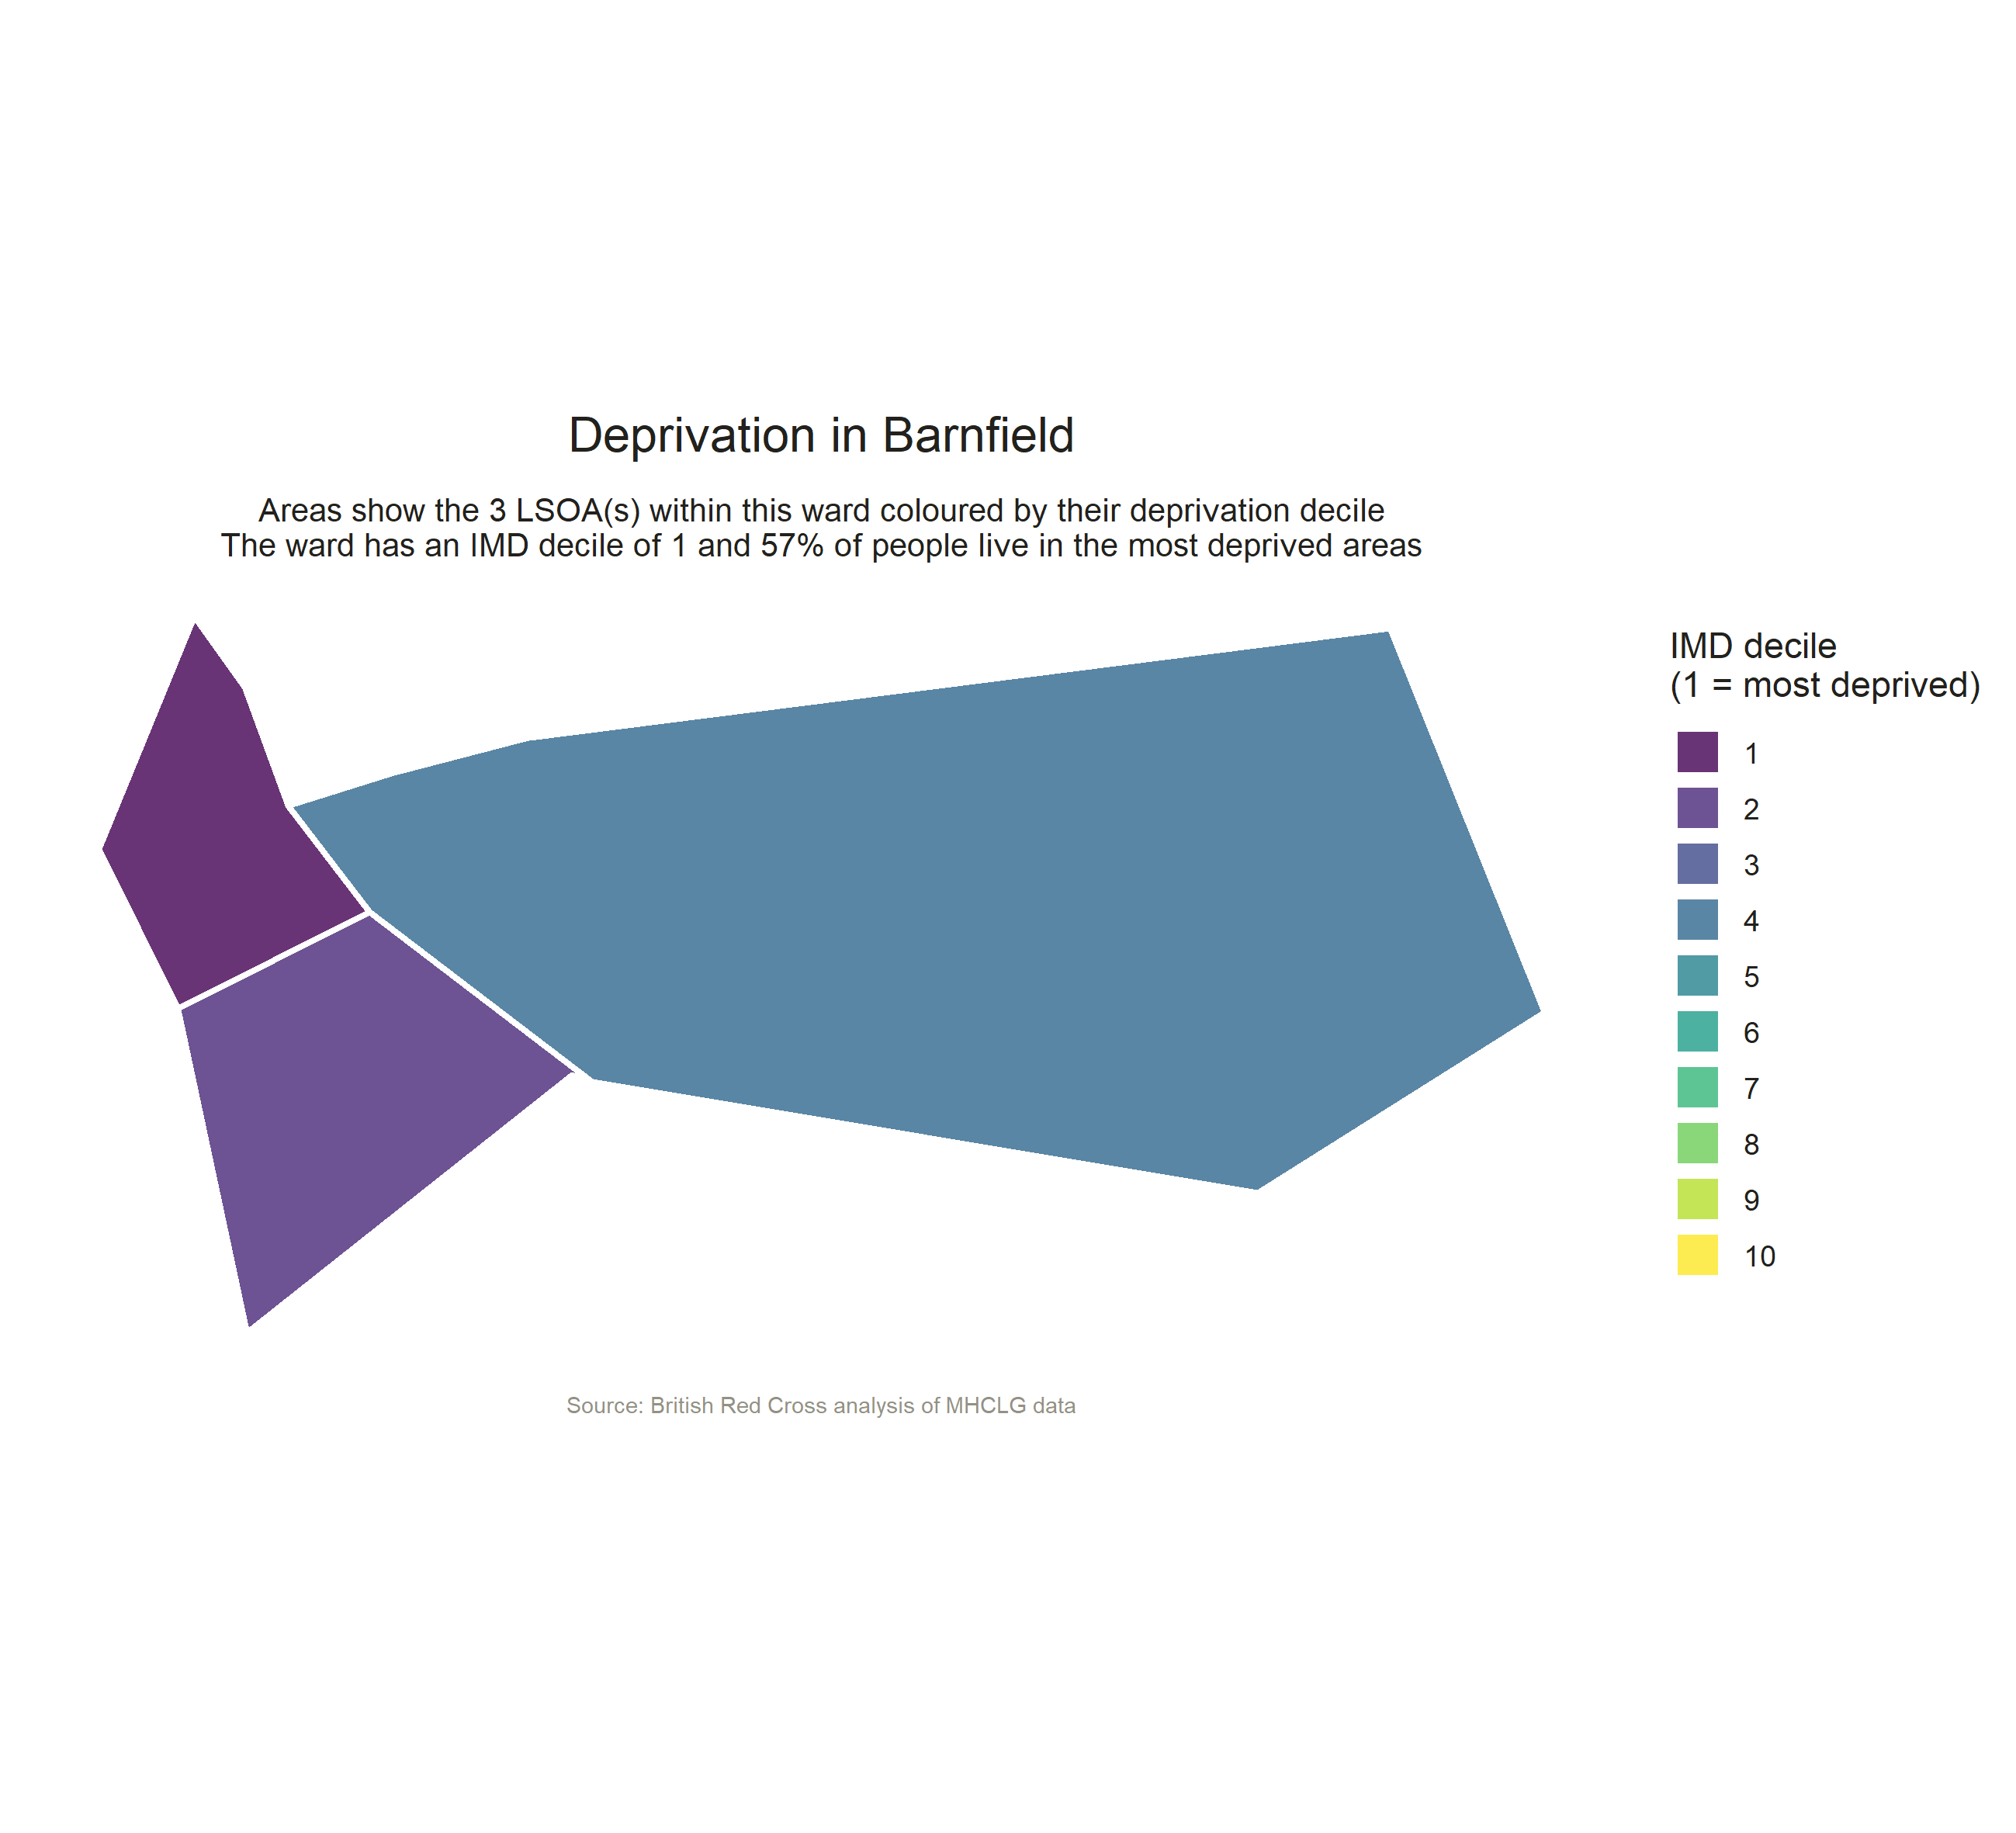 Deprivation in Barnfield
Areas show the 3 LSOA(s) within this ward coloured by their deprivation decile
The ward has an IMD decile of 1 and 57% of people live in the most deprived areas
IMD decile
(1 = most deprived)
1
2
3
4
5
6
7
8
9
10
Source: British Red Cross analysis of MHCLG data